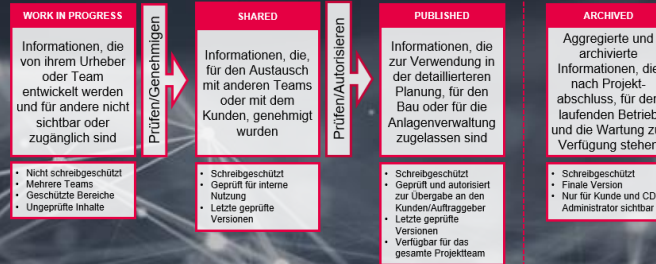 WORK IN PROGRESS
Informationen, die
von ihrem Urheber
oder Team
entwickelt werden
und für andere nicht
sichtbar oder
zugänglich sind
Nicht schreibgeschützt
Mehrere Teams
Geschützte Bereiche
Ungeprüfte Inhalte
Prüfen/Genehmigen
SHARED
Informationen, die,
für den Austausch
mit anderen Teams
oder mit dem
Kunden, genehmigt
wurden
Schreibgeschützt
Geprüft für interne
Nutzung
Letzte geprüfte
Versionen
Prüfen/Autorisieren
PUBLISHED
Informationen, die
zur Verwendung in
der detaillierteren
Planung, für den
Bau oder für die
Anlagenverwaltung
zugelassen sind
Schreibgeschützt
Geprüft und autorisiert
zur Übergabe an den
Kunden/Auftraggeber
Letzte geprüfte
Versionen
Verfügbar für das
gesamte Projektteam
ARCHIVED
Aggregierte und
archivierte
Informationen, die
nach Projekt-
abschluss, für den
laufenden Betrieb
und die Wartung
Verfügung
Schreibgeschützt
Finale Version
Nur für Kunde und
Administrator sichtbar